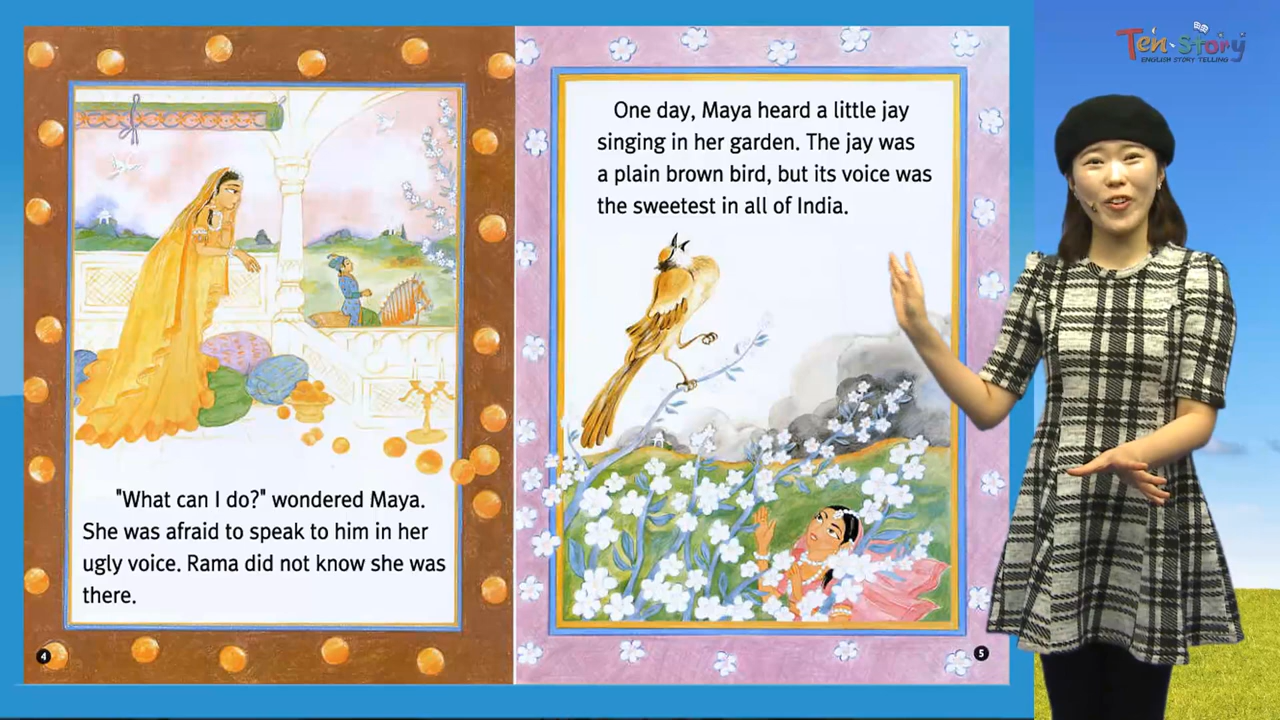 "What can I do?" wondered Maya.
She was afraid to speak to him in her
ugly voice. Rama did not know she was
there.
4
One day, Maya heard a little jay
singing in her garden. The jay was
a plain brown bird, but its voice was
the sweetest in all of India.
5
Ten Story
ENGLISH STORY TELLING